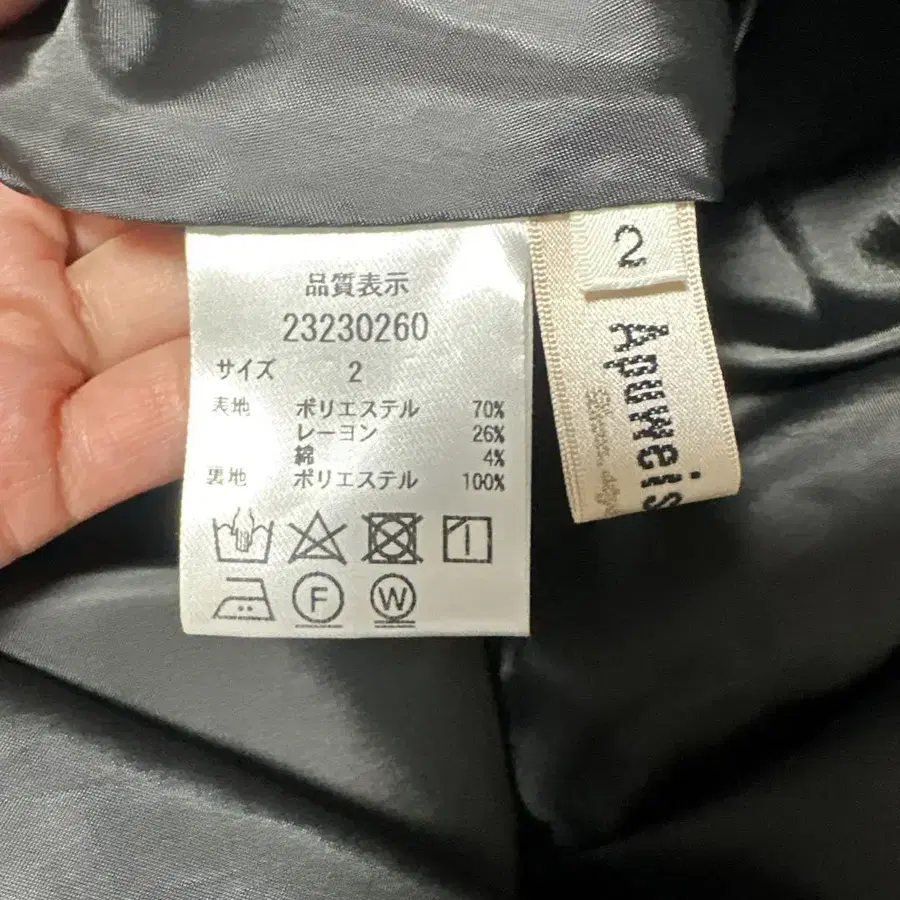 品質表示
23230260
サイズ 2
表地 ポリエステル 70%
レーヨン 26%
綿 4%
裏地 ポリエステル 100%
F W
2
Apuweis